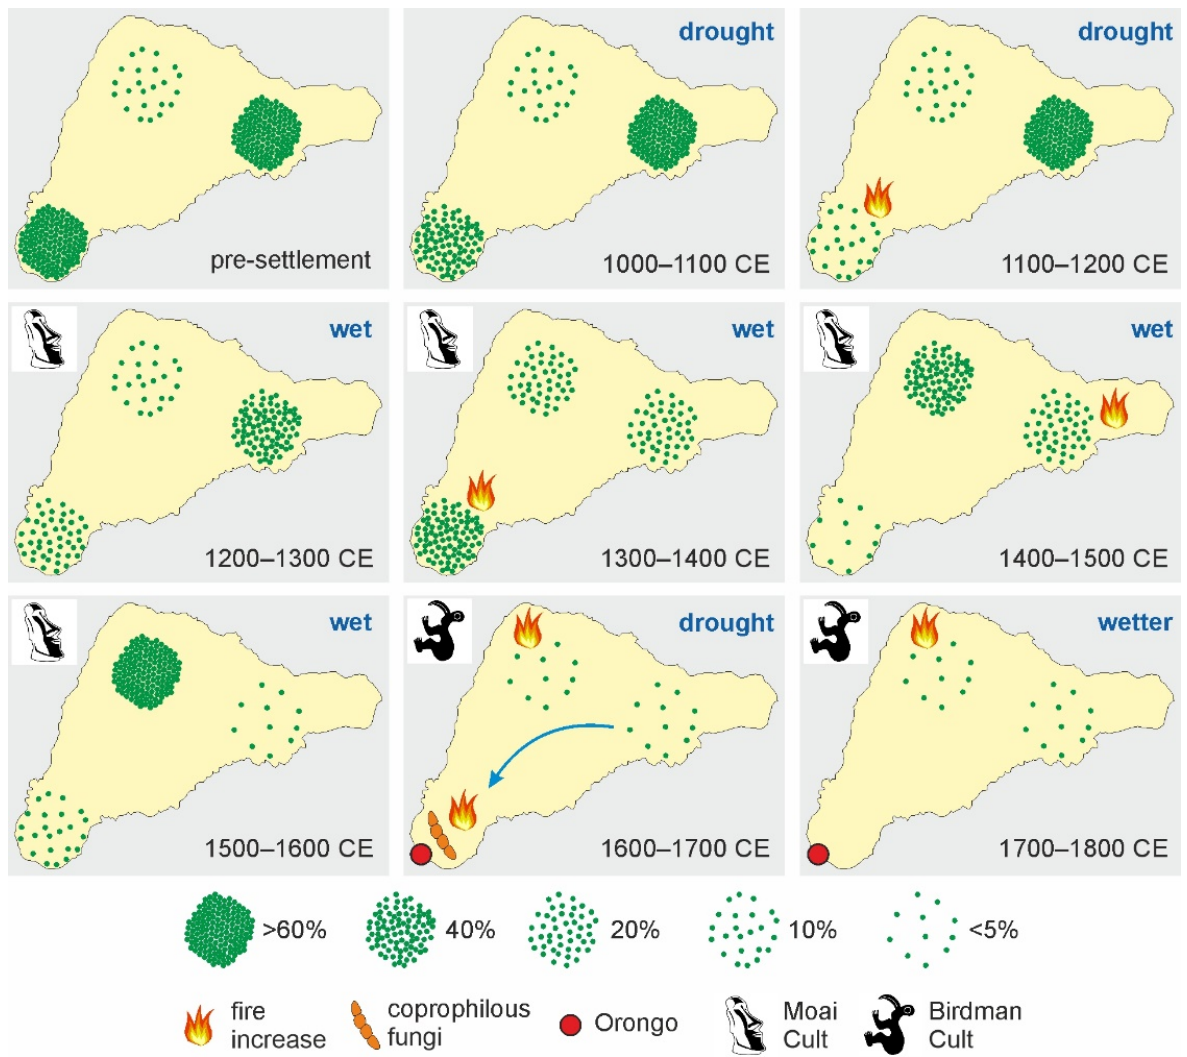 pre-settlement
drought
1000–1100 CE
drought
1100–1200 CE
wet
1200–1300 CE
wet
1300–1400 CE
wet
1400–1500 CE
wet
1500–1600 CE
drought
1600–1700 CE
wetter
1700–1800 CE
>60%
40%
20%
10%
<5%
fire
increase
coprophilous
fungi
Orongo
Moai
Cult
Birdman
Cult